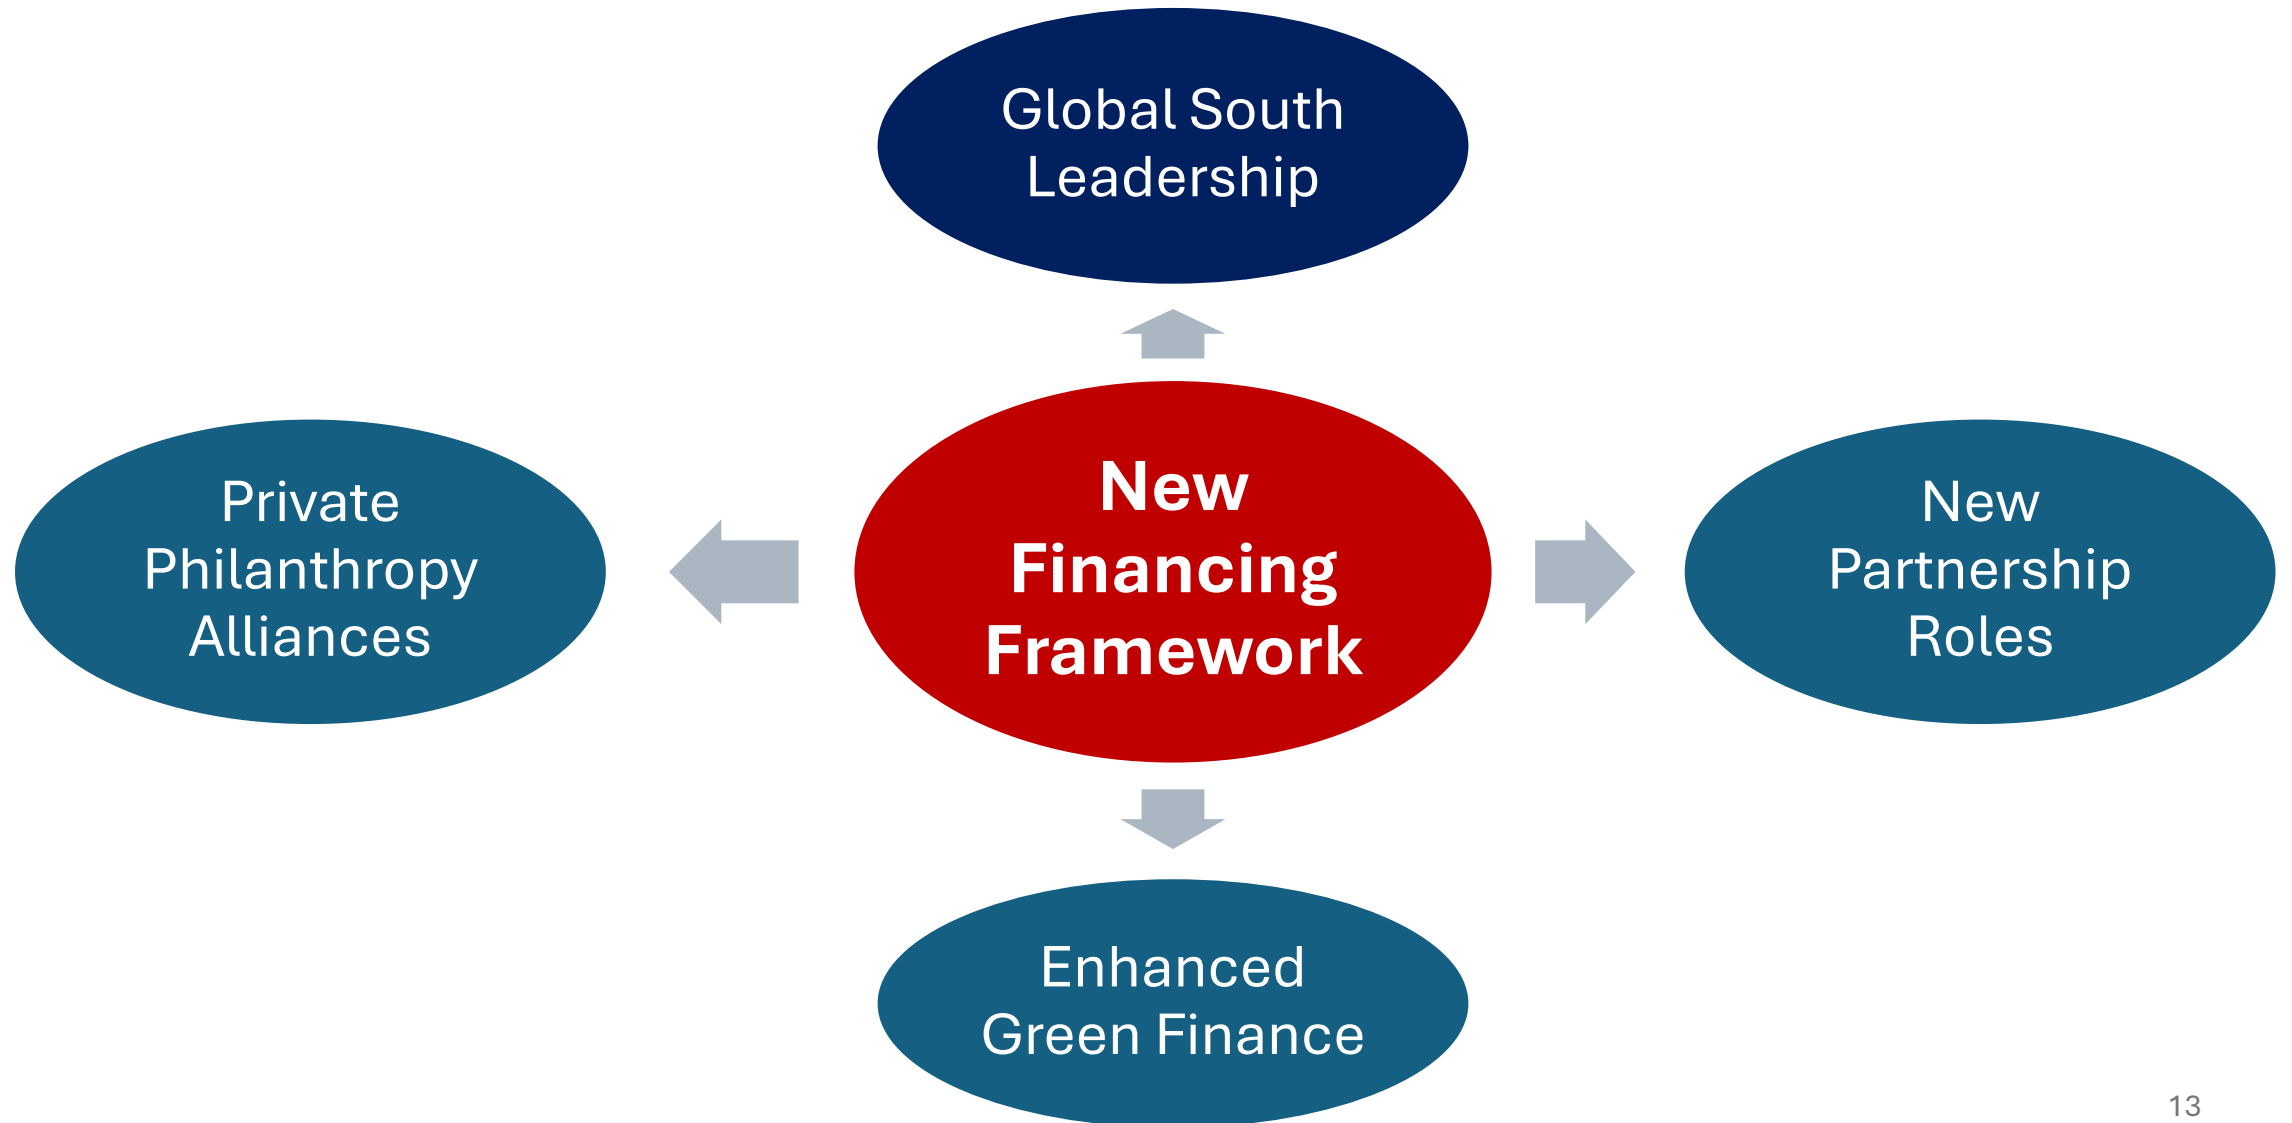 Global South
Leadership
Private
Philanthropy
Alliances
New
Financing
Framework
New
Partnership
Roles
Enhanced
Green Finance
13